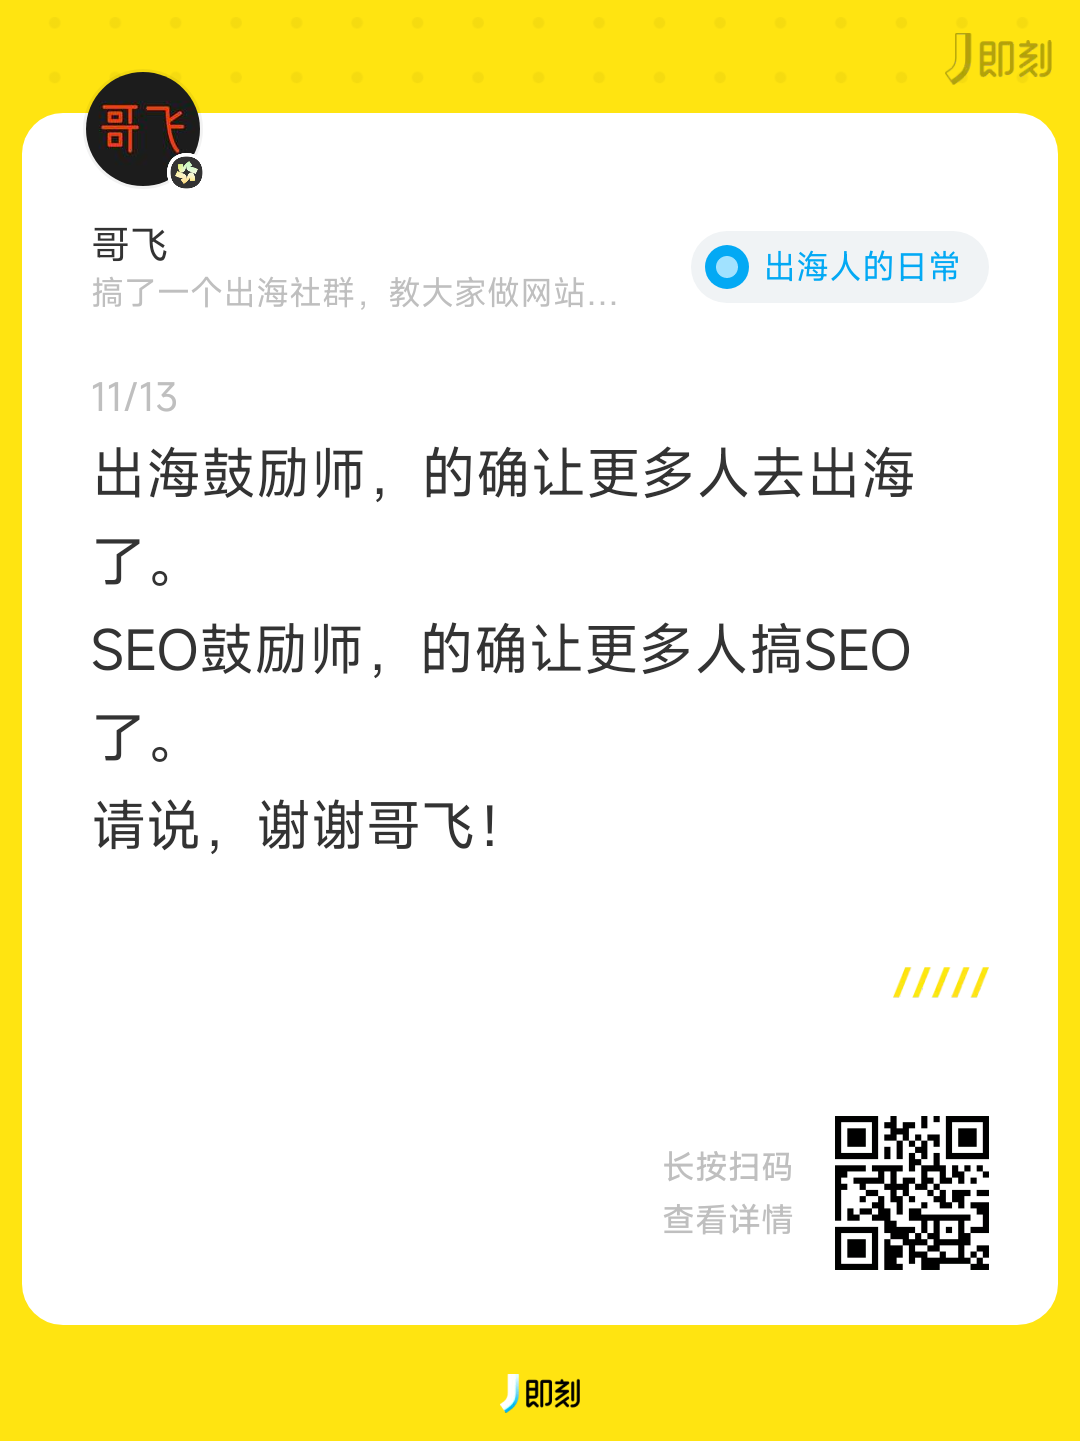 即刻
哥飞
哥飞
出海人的日常
搞了一个出海社群，教大家做网站...
11/13
出海鼓励师，的确让更多人去出海
了。
SEO鼓励师，的确让更多人搞SEO
了。
请说，谢谢哥飞！
长按扫码
查看详情
即刻